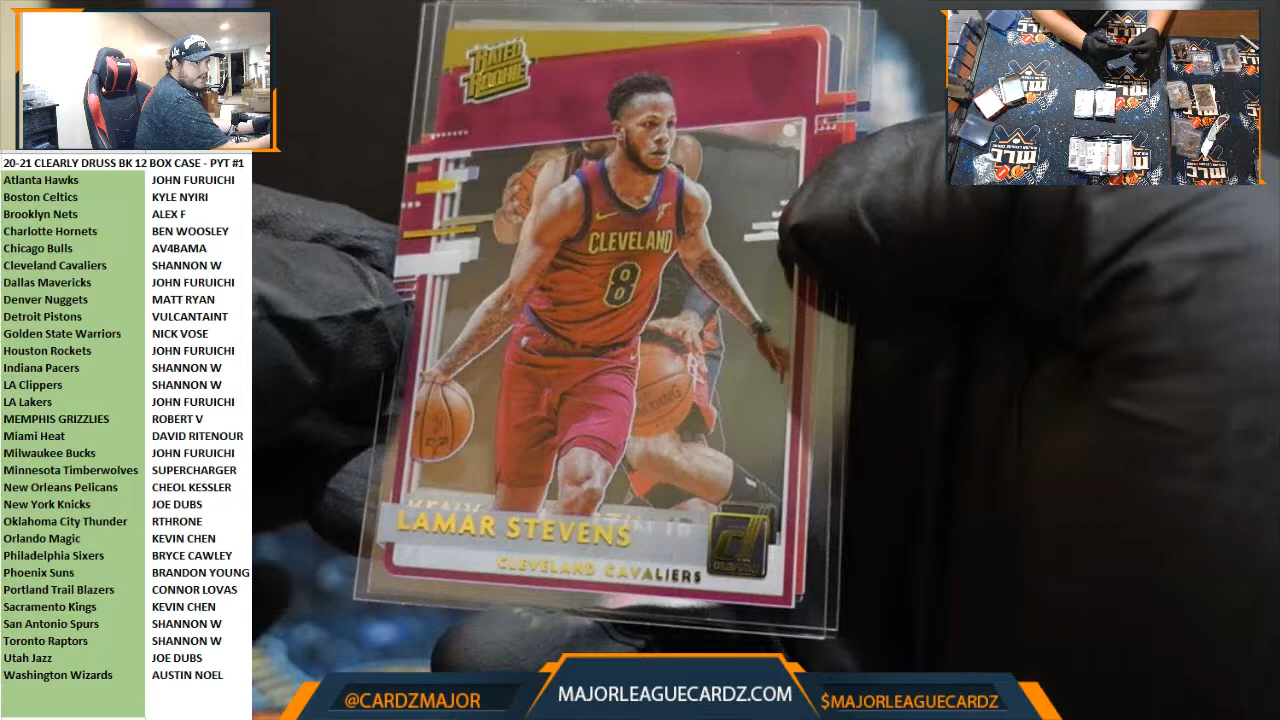 20-21 CLEARLY DRUSS BK 12 BOX CASE - PYT #1
Atlanta Hawks JOHN FURUICHI
Boston Celtics KYLE NYIRI
Brooklyn Nets ALEX F
Charlotte Hornets BEN WOOSLEY
Chicago Bulls AV4BAMA
Cleveland Cavaliers SHANNON W
Dallas Mavericks JOHN FURUICHI
Denver Nuggets MATT RYAN
Detroit Pistons VULCANTAINT
Golden State Warriors NICK VOSE
Houston Rockets JOHN FURUICHI
Indiana Pacers SHANNON W
LA Clippers SHANNON W
LA Lakers JOHN FURUICHI
MEMPHIS GRIZZLIES ROBERT V
Miami Heat DAVID RITENOUR
Milwaukee Bucks JOHN FURUICHI
Minnesota Timberwolves SUPERCHARGER
New Orleans Pelicans CHEOL KESSLER
New York Knicks JOE DUBS
Oklahoma City Thunder RTHRONE
Orlando Magic KEVIN CHEN
Philadelphia Sixers BRYCE CAWLEY
Phoenix Suns BRANDON YOUNG
Portland Trail Blazers CONNOR LOVAS
Sacramento Kings KEVIN CHEN
San Antonio Spurs SHANNON W
Toronto Raptors SHANNON W
Utah Jazz JOE DUBS
Washington Wizards AUSTIN NOEL
RATED
ROOKIE
CLEVELAND
8
LAMAR STEVENS
CLEVELAND CAVALIERS
MLC
MLC
MLC
@CARDZMAJOR
MAJORLEAGUECARDZ.COM
$MAJORLEAGUECARDZ